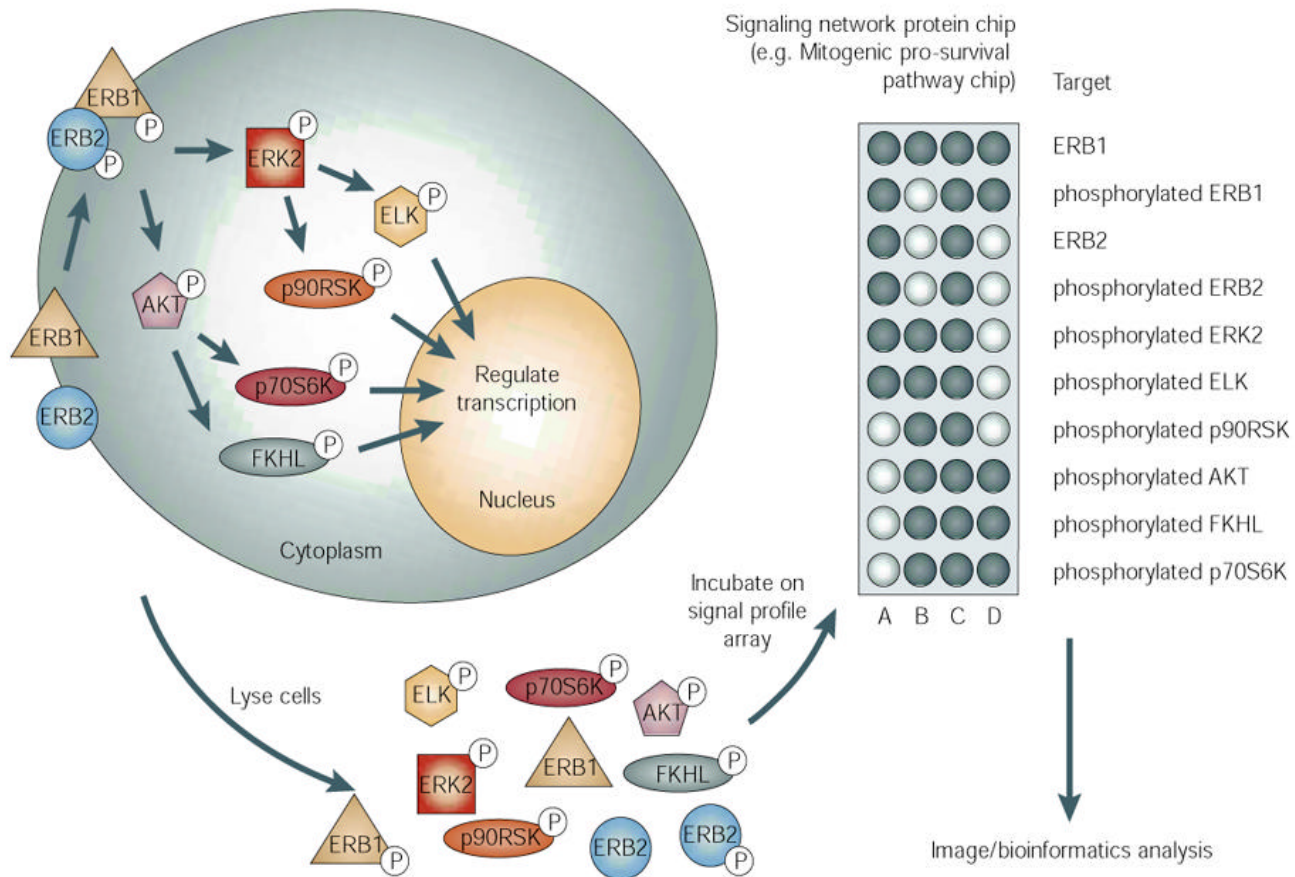 Signaling network protein chip
(e.g. Mitogenic pro-survival
pathway chip)
Target
ERB1
P
ERB2
P
ERK2
P
ELK
P
p90RSK
P
AKT
P
ERB1
ERB2
p70S6K
P
FKHL
P
Regulate
transcription
Nucleus
Cytoplasm
ERB1
phosphorylated ERB1
ERB2
phosphorylated ERB2
phosphorylated ERK2
phosphorylated ELK
phosphorylated p90RSK
phosphorylated AKT
phosphorylated FKHL
phosphorylated p70S6K
A B C D
Incubate on
signal profile
array
Lyse cells
ELK
P
p70S6K
P
AKT
P
ERK2
P
ERB1
FKHL
P
ERB1
P
p90RSK
P
ERB2
ERB2
P
Image/bioinformatics analysis